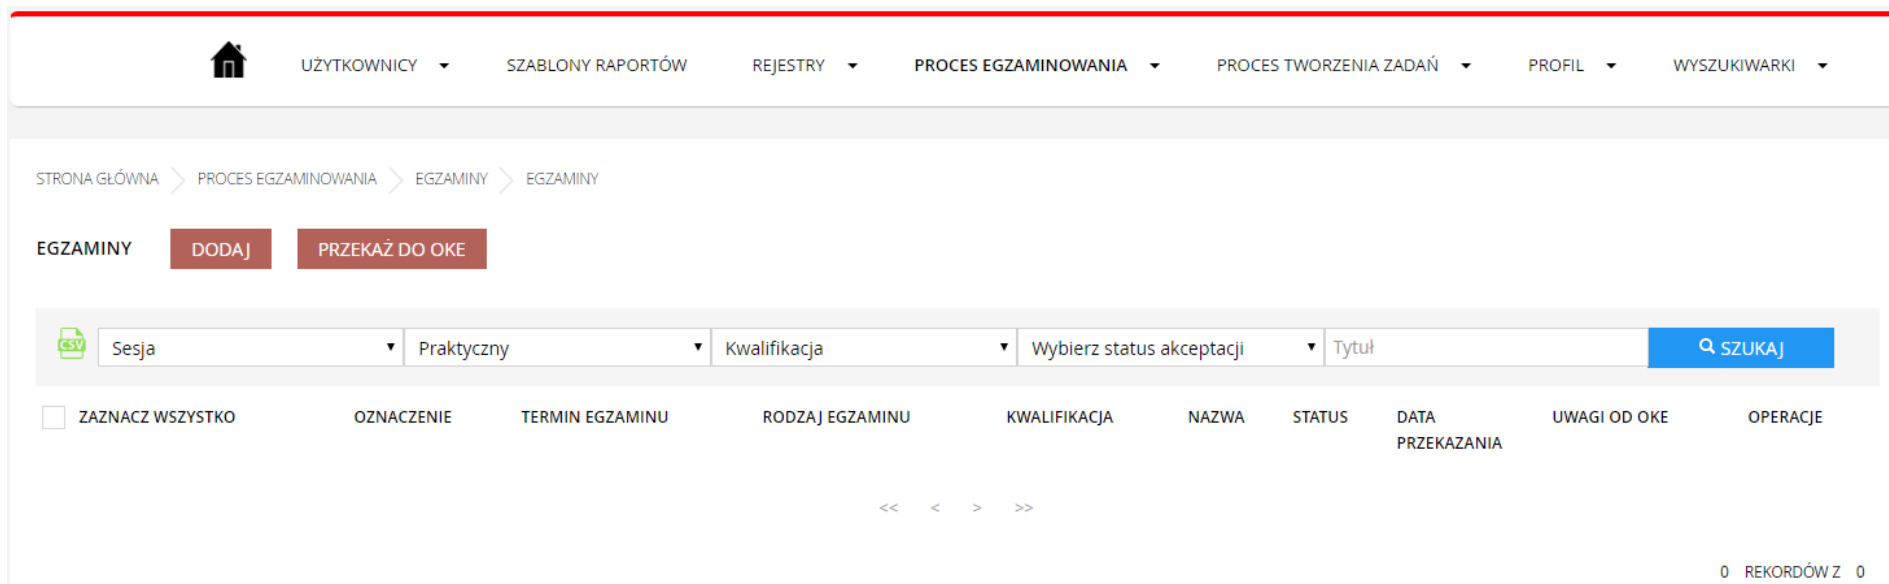 UŻYTKOWNICY SZABLONY RAPORTÓW REJESTRY PROCES EGZAMINOWANIA PROCES TWORZENIA ZADAŃ PROFIL WYSZUKIWARKI
STRONA GŁÓWNA PROCES EGZAMINOWANIA EGZAMINY EGZAMINY
EGZAMINY DODAJ PRZEKAŻ DO OKE
CSV Sesja Praktyczny Kwalifikacja Wybierz status akceptacji Tytuł SZUKAJ
ZAZNACZ WSZYSTKO OZNACZENIE TERMIN EGZAMINU RODZAJ EGZAMINU KWALIFIKACJA NAZWA STATUS DATA PRZEKAZANIA UWAGI OD OKE OPERACJE
<< < > >>
0 REKORDÓW Z 0